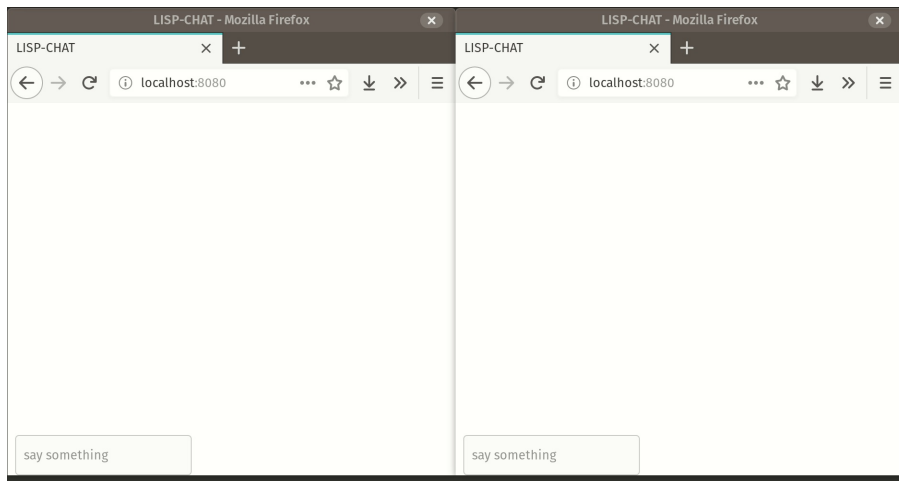 LISP-CHAT - Mozilla Firefox
LISP-CHAT
localhost:8080
say something
LISP-CHAT - Mozilla Firefox
LISP-CHAT
localhost:8080
say something